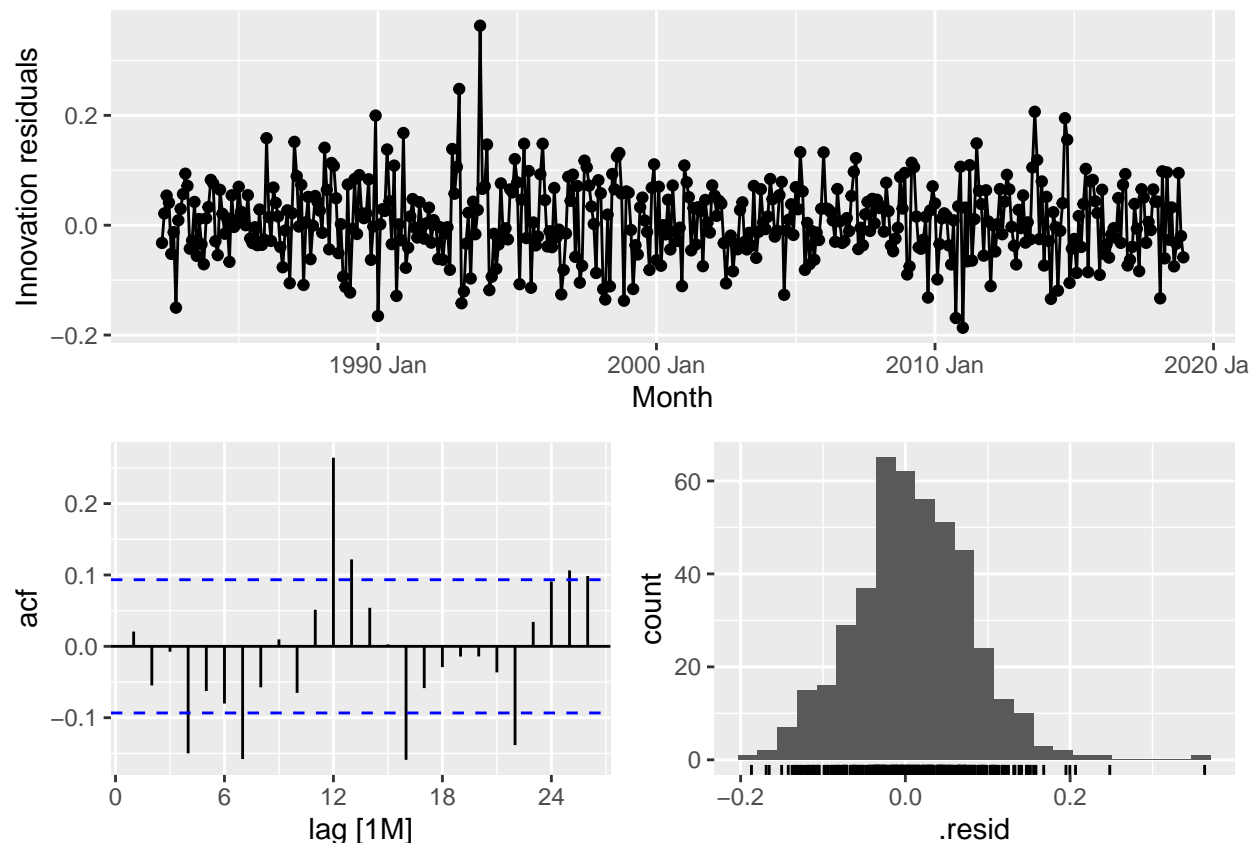 Innovation residuals
0.2
0.0
−0.2
1990 Jan 2000 Jan 2010 Jan 2020 Ja
Month
acf
0.2
0.1
0.0
−0.1
0 6 12 18 24
lag [1M]
count
60
40
20
0
−0.2 0.0 0.2
.resid